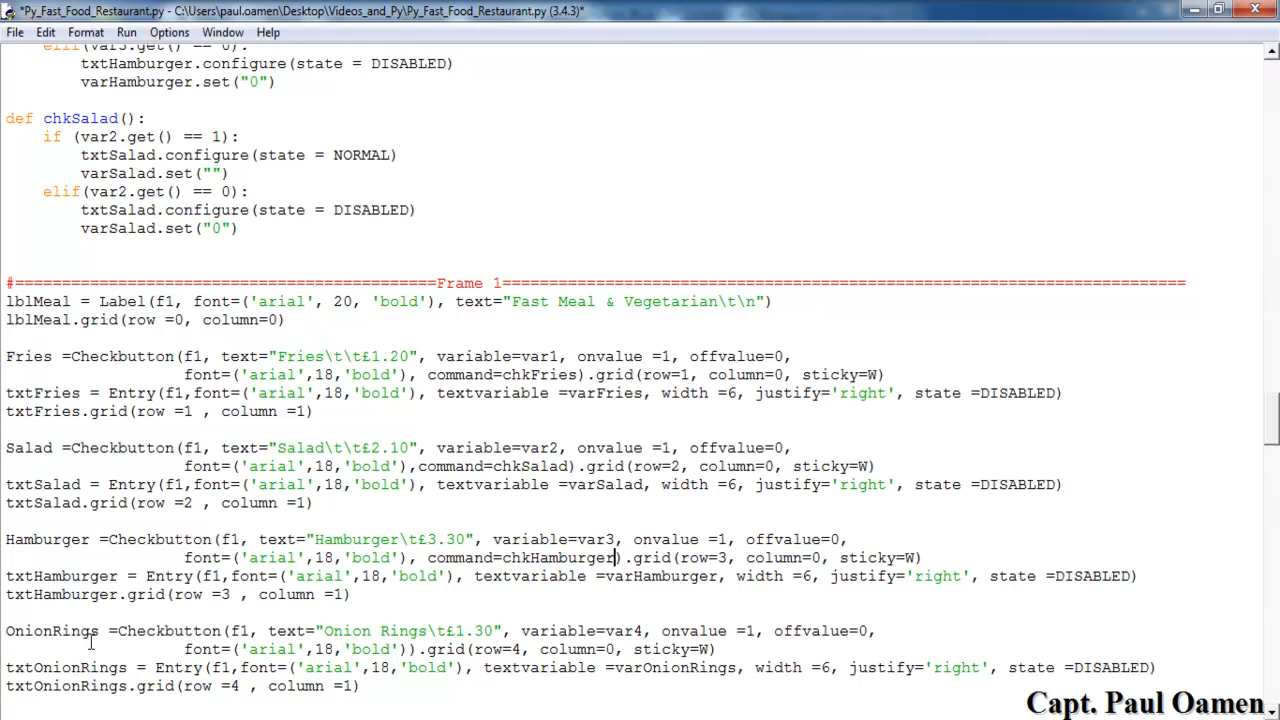 *Py_Fast_Food_Restaurant.py - C:\Users\paul.oamen\Desktop\Videos_and_Py\Py_Fast_Food_Restaurant.py (3.4.3)*
File Edit Format Run Options Window Help
    elif(var3.get() == 0):
        txtHamburger.configure(state = DISABLED)
        varHamburger.set("0")
def chkSalad():
    if (var2.get() == 1):
        txtSalad.configure(state = NORMAL)
        varSalad.set("")
    elif(var2.get() == 0):
        txtSalad.configure(state = DISABLED)
        varSalad.set("0")
#==============================================Frame 1=========================================================================
lblMeal = Label(f1, font=('arial', 20, 'bold'), text="Fast Meal & Vegetarian\t\n")
lblMeal.grid(row =0, column=0)
Fries =Checkbutton(f1, text="Fries\t\t£1.20", variable=var1, onvalue =1, offvalue=0,
                   font=('arial',18,'bold'), command=chkFries).grid(row=1, column=0, sticky=W)
txtFries = Entry(f1,font=('arial',18,'bold'), textvariable =varFries, width =6, justify='right', state =DISABLED)
txtFries.grid(row =1 , column =1)
Salad =Checkbutton(f1, text="Salad\t\t£2.10", variable=var2, onvalue =1, offvalue=0,
                   font=('arial',18,'bold'),command=chkSalad).grid(row=2, column=0, sticky=W)
txtSalad = Entry(f1,font=('arial',18,'bold'), textvariable =varSalad, width =6, justify='right', state =DISABLED)
txtSalad.grid(row =2 , column =1)
Hamburger =Checkbutton(f1, text="Hamburger\t£3.30", variable=var3, onvalue =1, offvalue=0,
                   font=('arial',18,'bold'), command=chkHamburger).grid(row=3, column=0, sticky=W)
txtHamburger = Entry(f1,font=('arial',18,'bold'), textvariable =varHamburger, width =6, justify='right', state =DISABLED)
txtHamburger.grid(row =3 , column =1)
OnionRings =Checkbutton(f1, text="Onion Rings\t£1.30", variable=var4, onvalue =1, offvalue=0,
                   font=('arial',18,'bold')).grid(row=4, column=0, sticky=W)
txtOnionRings = Entry(f1,font=('arial',18,'bold'), textvariable =varOnionRings, width =6, justify='right', state =DISABLED)
txtOnionRings.grid(row =4 , column =1)
Capt. Paul Oamen